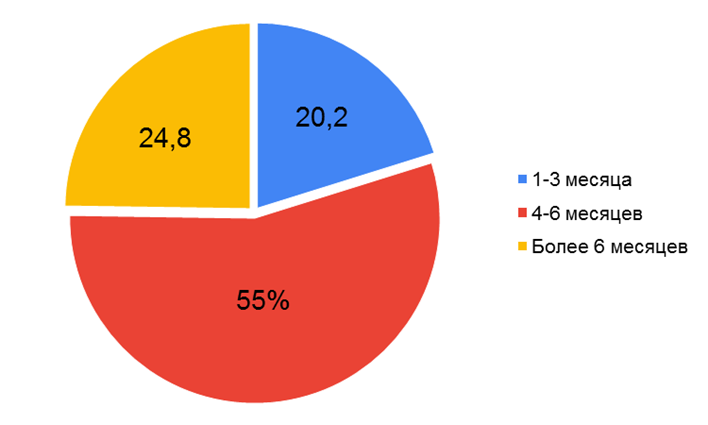 20,2
24,8
55%
1-3 месяца
4-6 месяцев
Более 6 месяцев